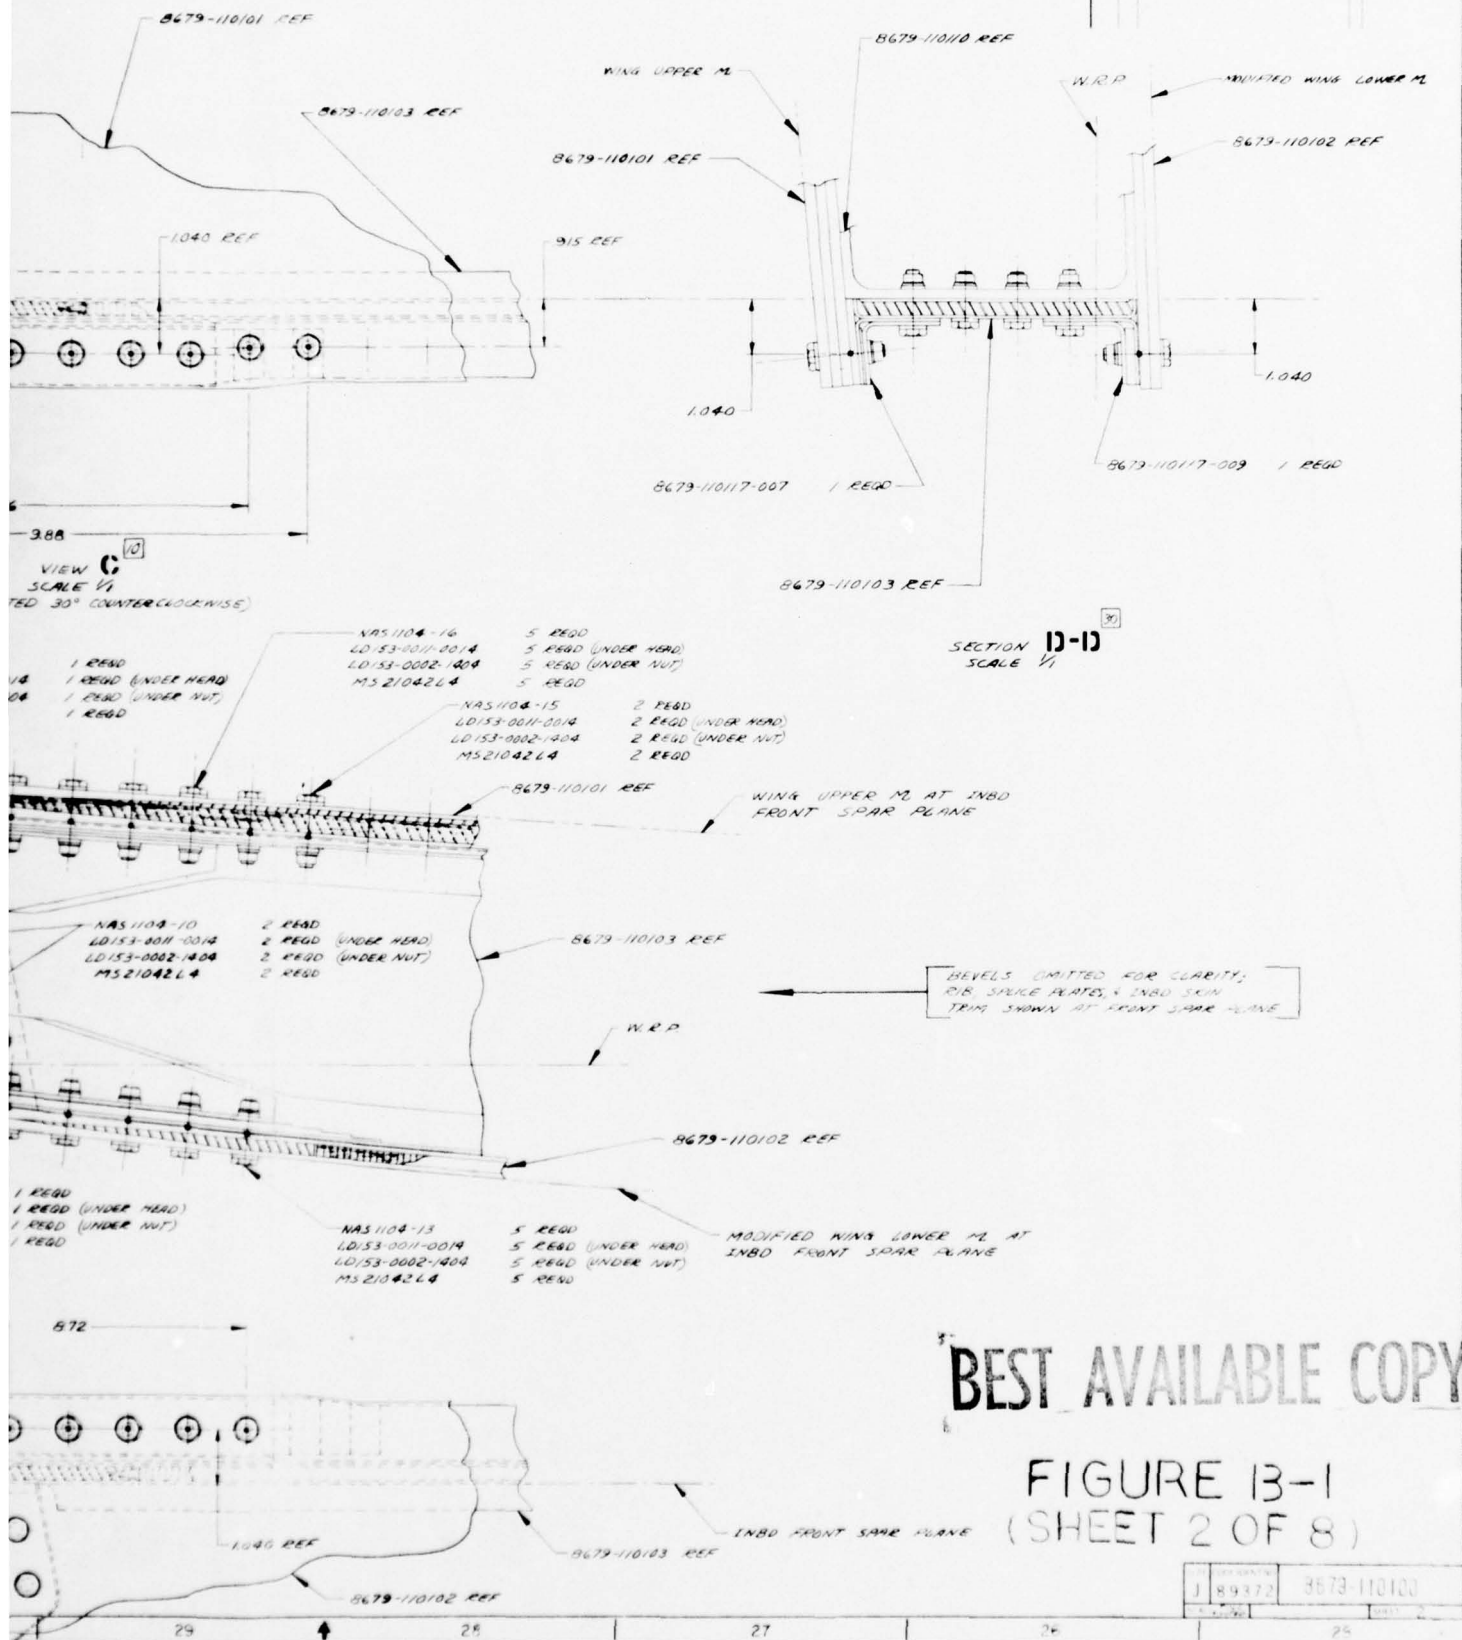 8679-110101 REF
8679-110110 REF
WING UPPER ML
W.R.P.
MODIFIED WING LOWER ML
8679-110103 REF
8679-110101 REF
8679-110102 REF
1.040 REF
.915 REF
1.040
1.040
8679-110117-007 1 REQD
8679-110117-009 1 REQD
9.88
10
VIEW C
SCALE 1/1
TED 30° COUNTERCLOCKWISE)
8679-110103 REF
30
SECTION D-D
SCALE 1/1
NAS1104-16 5 REQD
LD153-0011-0014 5 REQD (UNDER HEAD)
LD153-0002-1404 5 REQD (UNDER NUT)
MS21042L4 5 REQD
1 REQD
14 1 REQD (UNDER HEAD)
04 1 REQD (UNDER NUT)
1 REQD
NAS1104-15 2 REQD
LD153-0011-0014 2 REQD (UNDER HEAD)
LD153-0002-1404 2 REQD (UNDER NUT)
MS21042L4 2 REQD
8679-110101 REF
WING UPPER ML AT INBD
FRONT SPAR PLANE
NAS1104-10 2 REQD
LD153-0011-0014 2 REQD (UNDER HEAD)
LD153-0002-1404 2 REQD (UNDER NUT)
MS21042L4 2 REQD
8679-110103 REF
BEVELS OMITTED FOR CLARITY;
RIB, SPLICE PLATES, & INBD SKIN
TRIM SHOWN AT FRONT SPAR PLANE
W.R.P.
8679-110102 REF
1 REQD
1 REQD (UNDER HEAD)
1 REQD (UNDER NUT)
1 REQD
NAS1104-13 5 REQD
LD153-0011-0014 5 REQD (UNDER HEAD)
LD153-0002-1404 5 REQD (UNDER NUT)
MS21042L4 5 REQD
MODIFIED WING LOWER ML AT
INBD FRONT SPAR PLANE
8.72
BEST AVAILABLE COPY
FIGURE B-1
(SHEET 2 OF 8)
INBD FRONT SPAR PLANE
1.040 REF
8679-110103 REF
8679-110102 REF
J 89372 8679-110100
SHEET 2
29 28 27 26 25